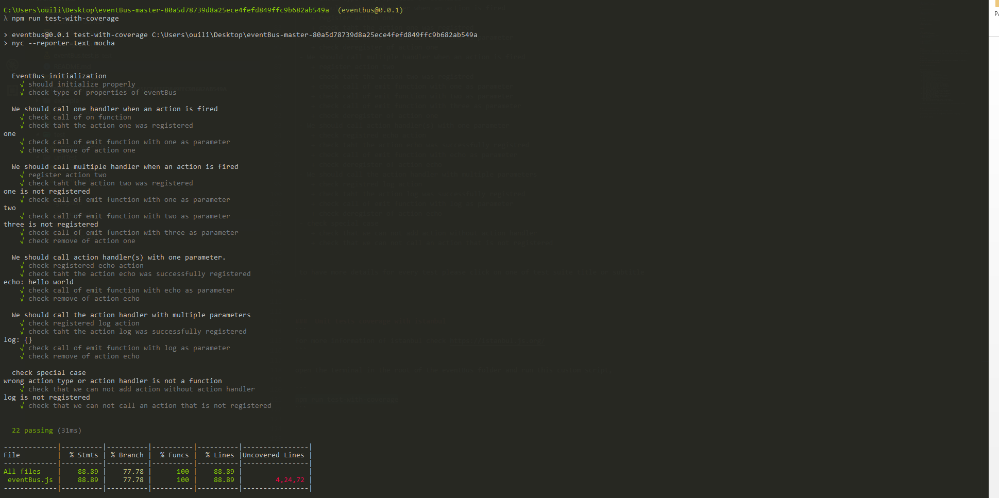 C:\Users\ouili\Desktop\eventBus-master-80a5d78739d8a25ece4fefd849ffc9b682ab549a  (eventbus@0.0.1)
λ npm run test-with-coverage
> eventbus@0.0.1 test-with-coverage C:\Users\ouili\Desktop\eventBus-master-80a5d78739d8a25ece4fefd849ffc9b682ab549a
> nyc --reporter=text mocha
EventBus initialization
√ should initialize properly
√ check type of properties of eventBus
We should call one handler when an action is fired
√ check call of on function
√ check taht the action one was registered
one
√ check call of emit function with one as parameter
√ check remove of action one
We should call multiple handler when an action is fired
√ register action two
√ check taht the action two was registered
one is not registered
√ check call of emit function with one as parameter
two
√ check call of emit function with two as parameter
three is not registered
√ check call of emit function with three as parameter
√ check remove of action one
We should call action handler(s) with one parameter.
√ check registered echo action
√ check taht the action echo was successfully registered
echo: hello world
√ check call of emit function with echo as parameter
√ check remove of action echo
We should call the action handler with multiple parameters
√ check registered log action
√ check taht the action log was successfully registered
log: {}
√ check call of emit function with log as parameter
√ check remove of action echo
check special case
wrong action type or action handler is not a function
√ check that we can not add action without action handler
log is not registered
√ check that we can not call an action that is not registered
22 passing (31ms)
-------------|----------|----------|----------|----------|----------------|
File         |  % Stmts | % Branch |  % Funcs |  % Lines |Uncovered Lines |
-------------|----------|----------|----------|----------|----------------|
All files    |    88.89 |    77.78 |      100 |    88.89 |                |
eventBus.js |    88.89 |    77.78 |      100 |    88.89 |        4,24,72 |
-------------|----------|----------|----------|----------|----------------|